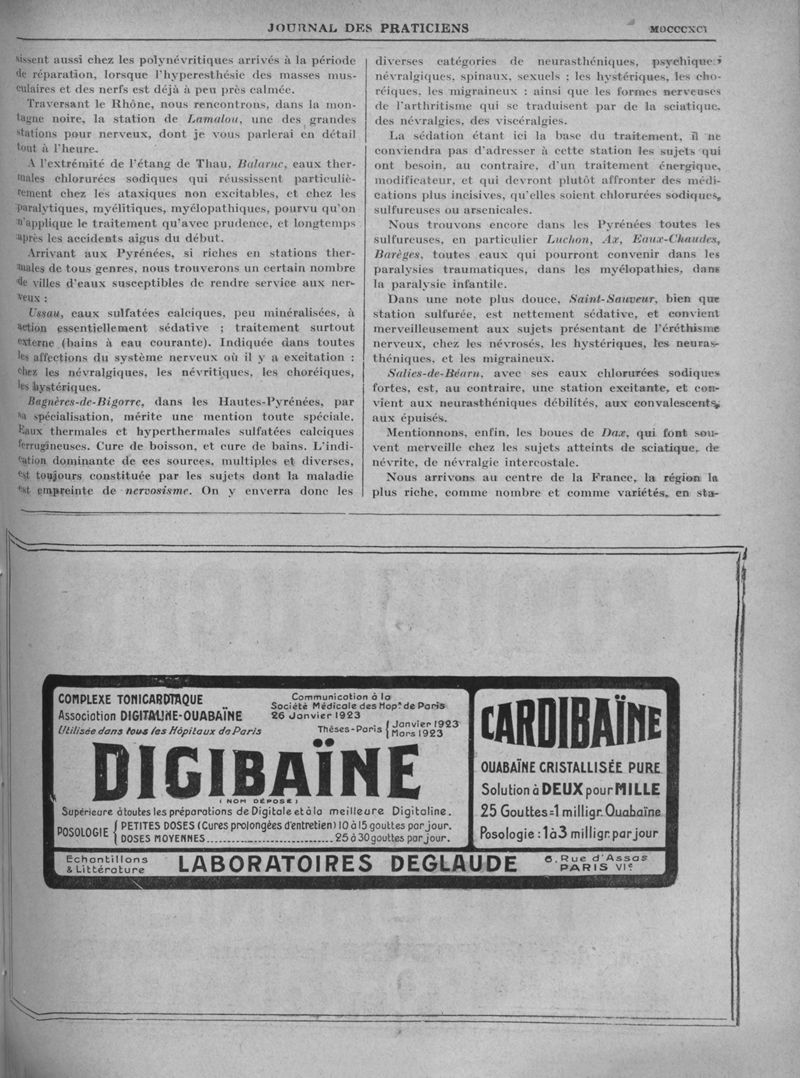 JOURNAL DES PRATICIENS
MDCCCXCI
sissent aussi chez les polynévritiques arrivés à la période
de réparation, lorsque l'hyperesthésie des masses mus-
culaires et des nerfs est déjà à peu près calmée.
Traversant le Rhône, nous rencontrons, dans la mon-
tagne noire, la station de Lamalou, une des grandes
stations pour nerveux, dont je vous parlerai en détail
tout à l'heure.
A l'extrémité de l'étang de Thau, Balaruc, eaux ther-
males chlorurées sodiques qui réussissent particuliè-
rement chez les ataxiques non excitables, et chez les
paralytiques, myélitiques, myélopathiques, pourvu qu'on
n'applique le traitement qu'avec prudence, et longtemps
après les accidents aigus du début.
Arrivant aux Pyrénées, si riches en stations ther-
males de tous genres, nous trouverons un certain nombre
de villes d'eaux susceptibles de rendre service aux ner-
veux :
Ussau, eaux sulfatées calciques, peu minéralisées, à
action essentiellement sédative ; traitement surtout
externe (bains à eau courante). Indiquée dans toutes
les affections du système nerveux où il y a excitation :
chez les névralgiques, les névritiques, les choréiques,
les hystériques.
Bagnères-de-Bigorre, dans les Hautes-Pyrénées, par
sa spécialisation, mérite une mention toute spéciale.
Eaux thermales et hyperthermales sulfatées calciques
ferrugineuses. Cure de boisson, et cure de bains. L'indi-
cation dominante de ces sources, multiples et diverses,
est toujours constituée par les sujets dont la maladie
est empreinte de nervosisme. On y enverra donc les
diverses catégories de neurasthéniques, psychiques
névralgiques, spinaux, sexuels ; les hystériques, les cho-
réiques, les migraineux : ainsi que les formes nerveuses
de l'arthritisme qui se traduisent par de la sciatique,
des névralgies, des viscéralgies.
La sédation étant ici la base du traitement, il ne
conviendra pas d'adresser à cette station les sujets qui
ont besoin, au contraire, d'un traitement énergique,
modificateur, et qui devront plutôt affronter des médi-
cations plus incisives, qu'elles soient chlorurées sodiques,
sulfureuses ou arsenicales.
Nous trouvons encore dans les Pyrénées toutes les
sulfureuses, en particulier Luchon, Ax, Eaux-Chaudes,
Barèges, toutes eaux qui pourront convenir dans les
paralysies traumatiques, dans les myélopathies, dans
la paralysie infantile.
Dans une note plus douce, Saint-Sauveur, bien que
station sulfurée, est nettement sédative, et convient
merveilleusement aux sujets présentant de l'éréthisme
nerveux, chez les névrosés, les hystériques, les neuras-
théniques, et les migraineux.
Salies-de-Béarn, avec ses eaux chlorurées sodiques
fortes, est, au contraire, une station excitante, et con-
vient aux neurasthéniques débilités, aux convalescents,
aux épuisés.
Mentionnons, enfin, les boues de Dax, qui font sou-
vent merveille chez les sujets atteints de sciatique, de
névrite, de névralgie intercostale.
Nous arrivons au centre de la France, la région la
plus riche, comme nombre et comme variétés, en sta-
COMPLEXE TONICARDIAQUE
Association DIGITALINE-OUABAÏNE
Utilisée dans tous les Hôpitaux de Paris
Communication à la
Société Médicale des Hop. de Paris
26 Janvier 1923
Thèses-Paris { Janvier 1923
Mars 1923
DIGIBAÏNE
( NOM DÉPOSÉ )
Supérieure à toutes les préparations de Digitale et à la meilleure Digitaline.
POSOLOGIE { PETITES DOSES (Cures prolongées d'entretien) 10 à 15 gouttes par jour.
DOSES MOYENNES..............................25 à 30 gouttes par jour.
CARDIBAÏNE
OUABAÏNE CRISTALLISÉE PURE
Solution à DEUX pour MILLE
25 Gouttes=1 milligr. Ouabaïne
Posologie : 1 à 3 milligr. par jour
Echantillons
& Littérature
LABORATOIRES DEGLAUDE
6, Rue d'Assas
PARIS VIe